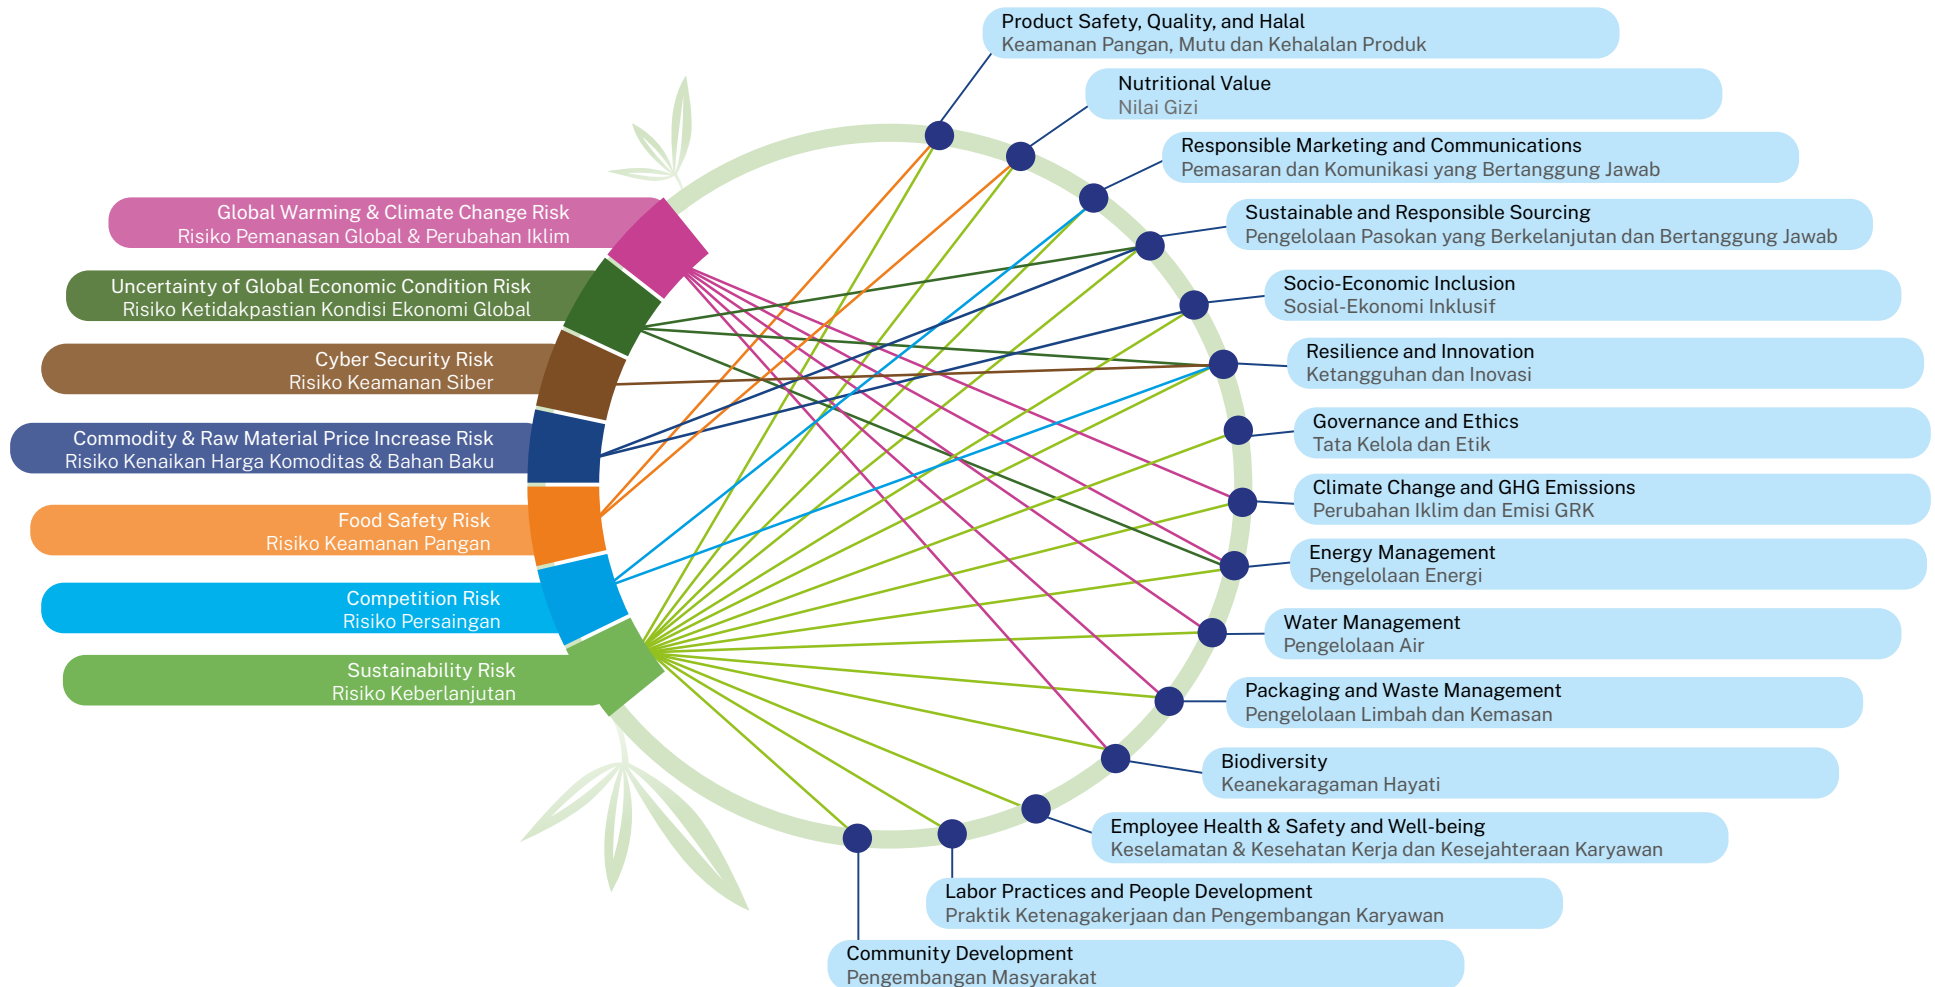 Global Warming & Climate Change Risk
Risiko Pemanasan Global & Perubahan Iklim
Uncertainty of Global Economic Condition Risk
Risiko Ketidakpastian Kondisi Ekonomi Global
Cyber Security Risk
Risiko Keamanan Siber
Commodity & Raw Material Price Increase Risk
Risiko Kenaikan Harga Komoditas & Bahan Baku
Food Safety Risk
Risiko Keamanan Pangan
Competition Risk
Risiko Persaingan
Sustainability Risk
Risiko Keberlanjutan
Product Safety, Quality, and Halal
Keamanan Pangan, Mutu dan Kehalalan Produk
Nutritional Value
Nilai Gizi
Responsible Marketing and Communications
Pemasaran dan Komunikasi yang Bertanggung Jawab
Sustainable and Responsible Sourcing
Pengelolaan Pasokan yang Berkelanjutan dan Bertanggung Jawab
Socio-Economic Inclusion
Sosial-Ekonomi Inklusif
Resilience and Innovation
Ketangguhan dan Inovasi
Governance and Ethics
Tata Kelola dan Etik
Climate Change and GHG Emissions
Perubahan Iklim dan Emisi GRK
Energy Management
Pengelolaan Energi
Water Management
Pengelolaan Air
Packaging and Waste Management
Pengelolaan Limbah dan Kemasan
Biodiversity
Keanekaragaman Hayati
Employee Health & Safety and Well-being
Keselamatan & Kesehatan Kerja dan Kesejahteraan Karyawan
Labor Practices and People Development
Praktik Ketenagakerjaan dan Pengembangan Karyawan
Community Development
Pengembangan Masyarakat